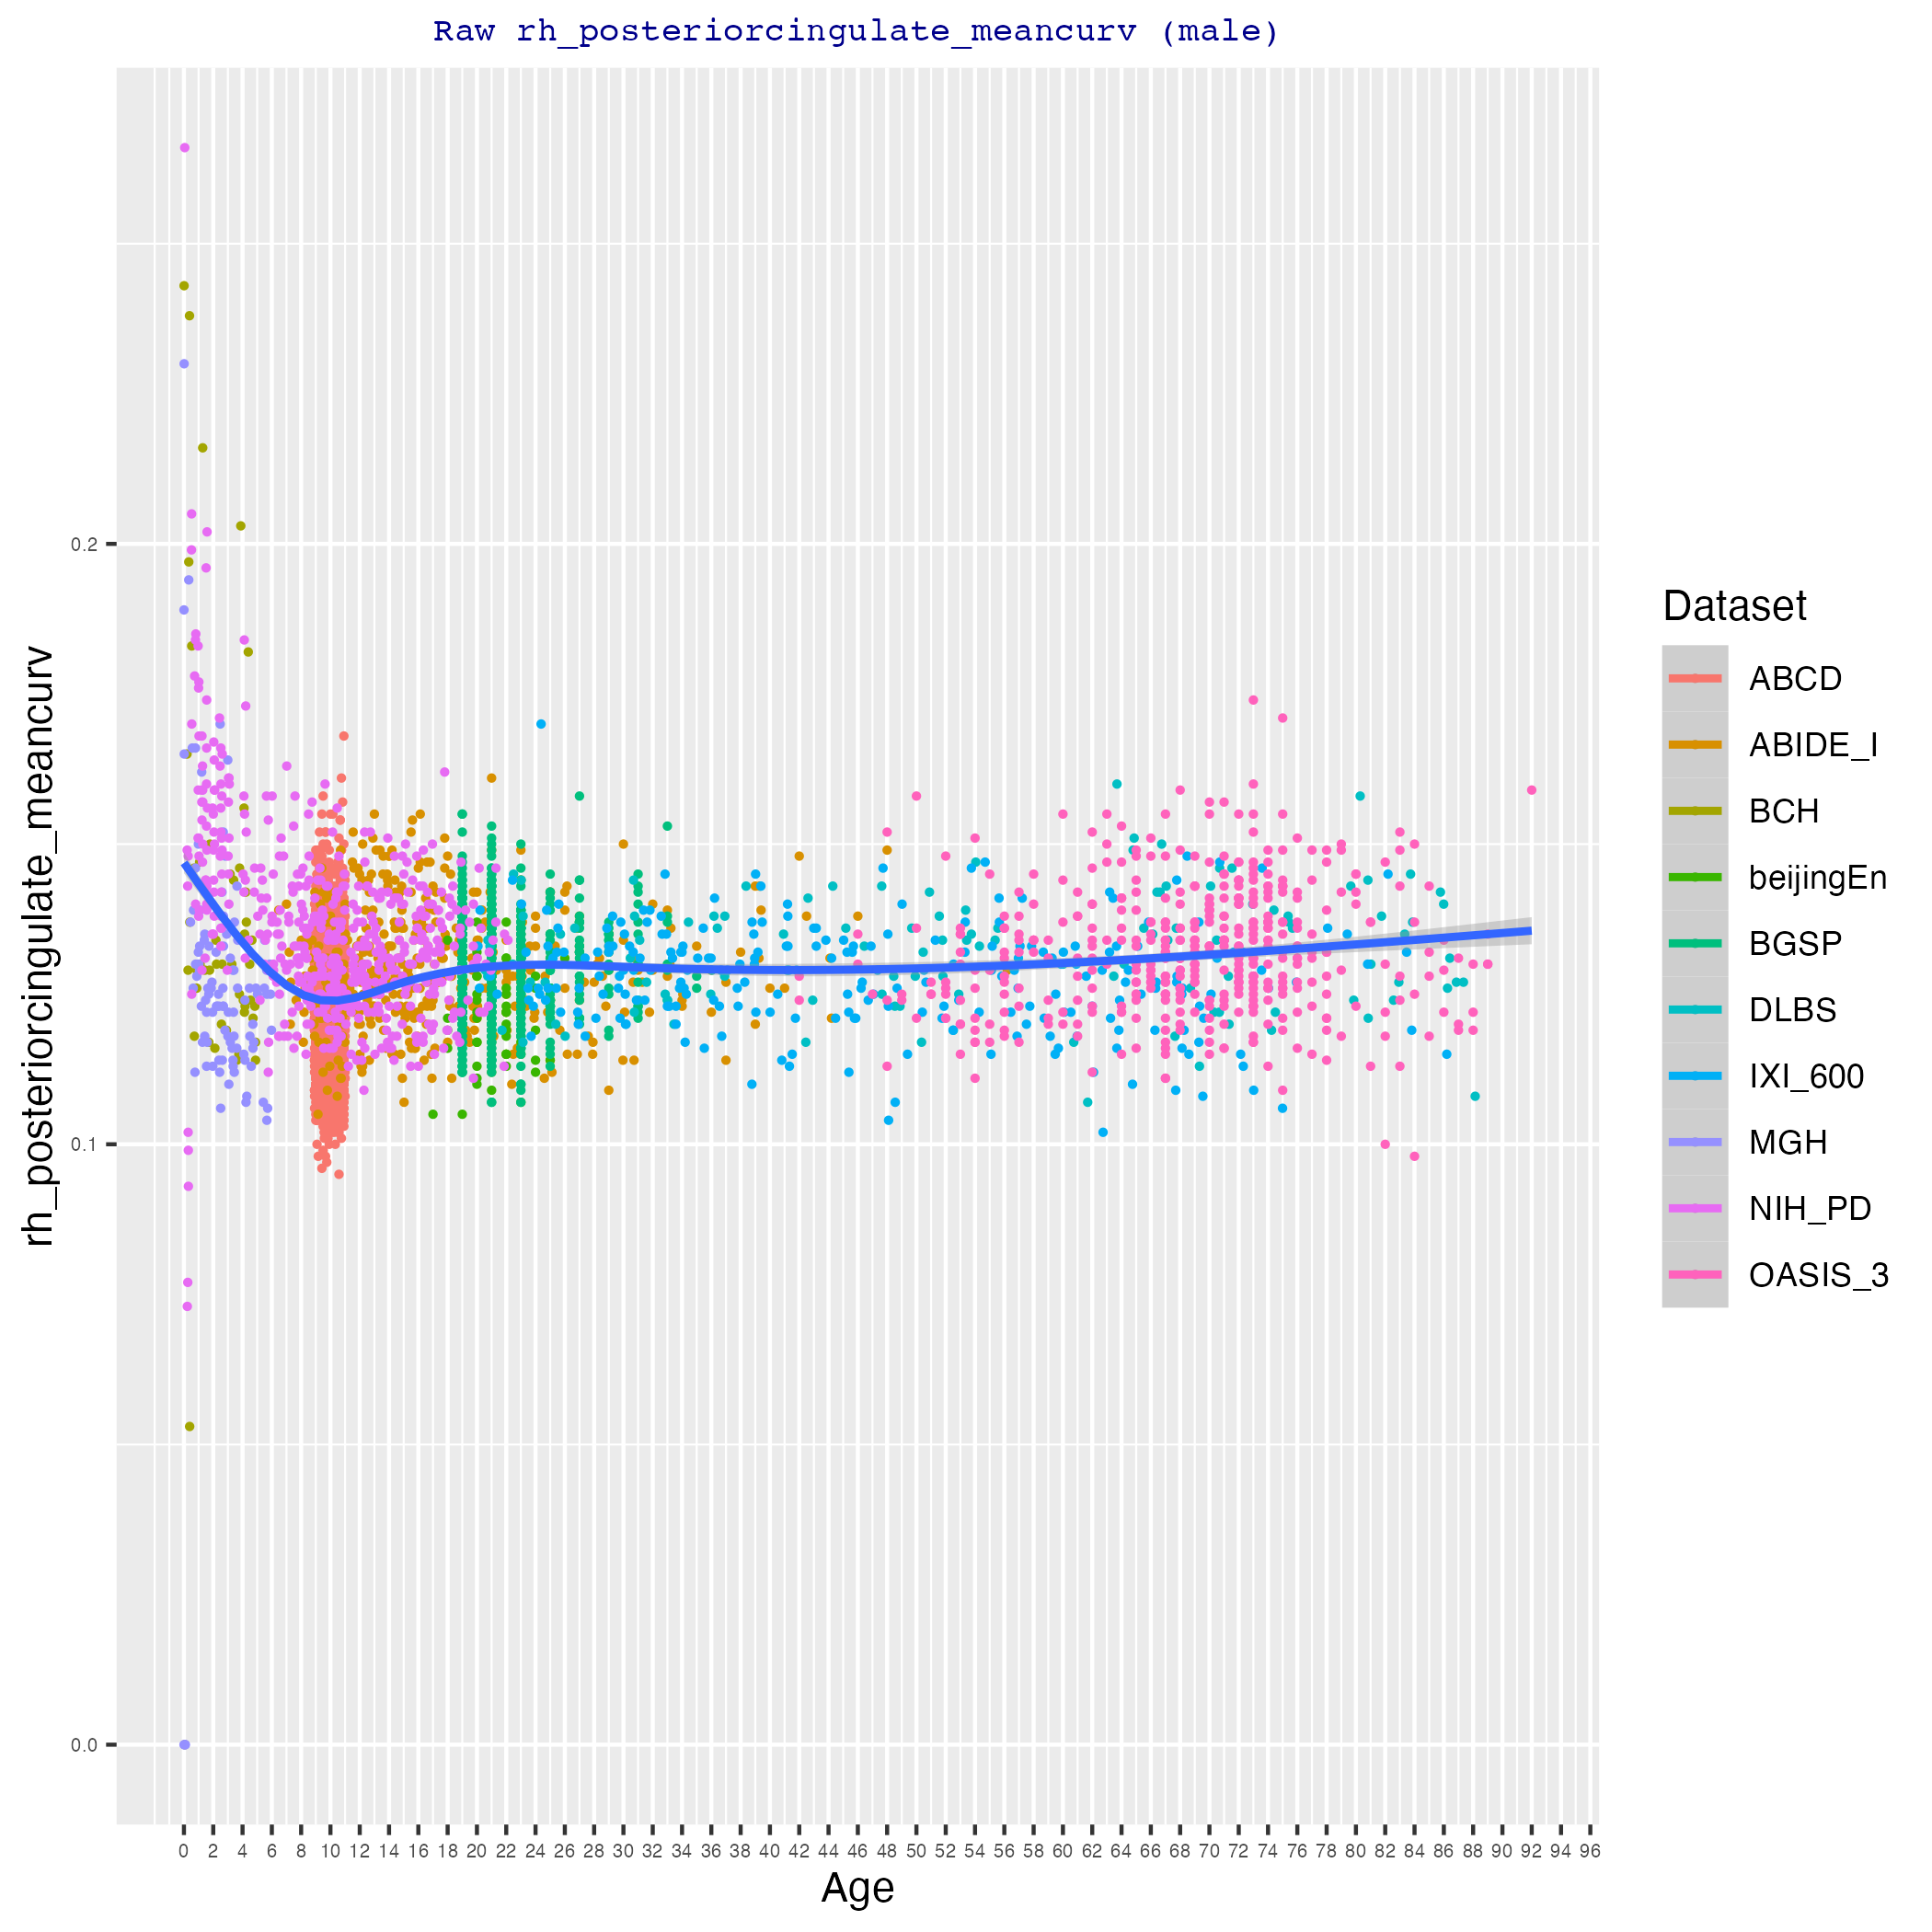 Raw rh_posteriorcingulate_meancurv (male)
rh_posteriorcingulate_meancurv
0.2
0.1
0.0
0 2 4 6 8 10 12 14 16 18 20 22 24 26 28 30 32 34 36 38 40 42 44 46 48 50 52 54 56 58 60 62 64 66 68 70 72 74 76 78 80 82 84 86 88 90 92 94 96
Age
Dataset
ABCD
ABIDE_I
BCH
beijingEn
BGSP
DLBS
IXI_600
MGH
NIH_PD
OASIS_3